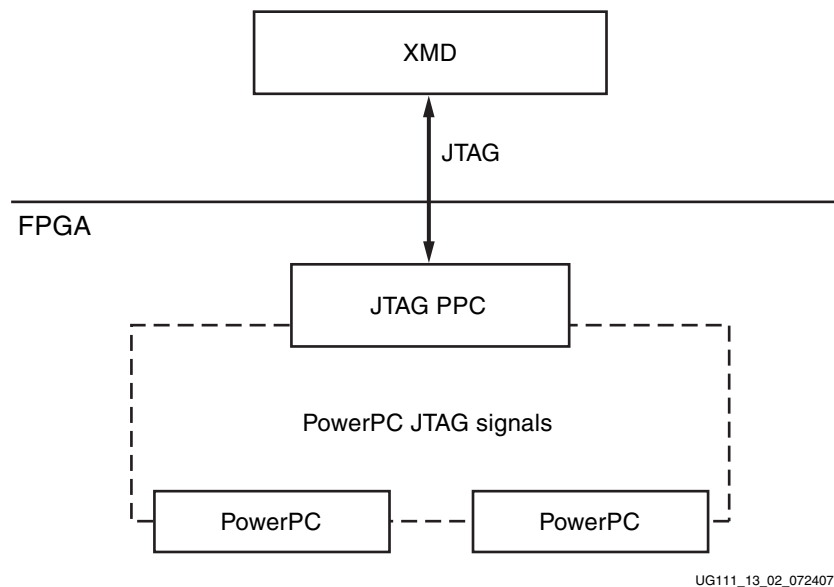 XMD
JTAG
FPGA
JTAG PPC
PowerPC JTAG signals
PowerPC
PowerPC
UG111_13_02_072407